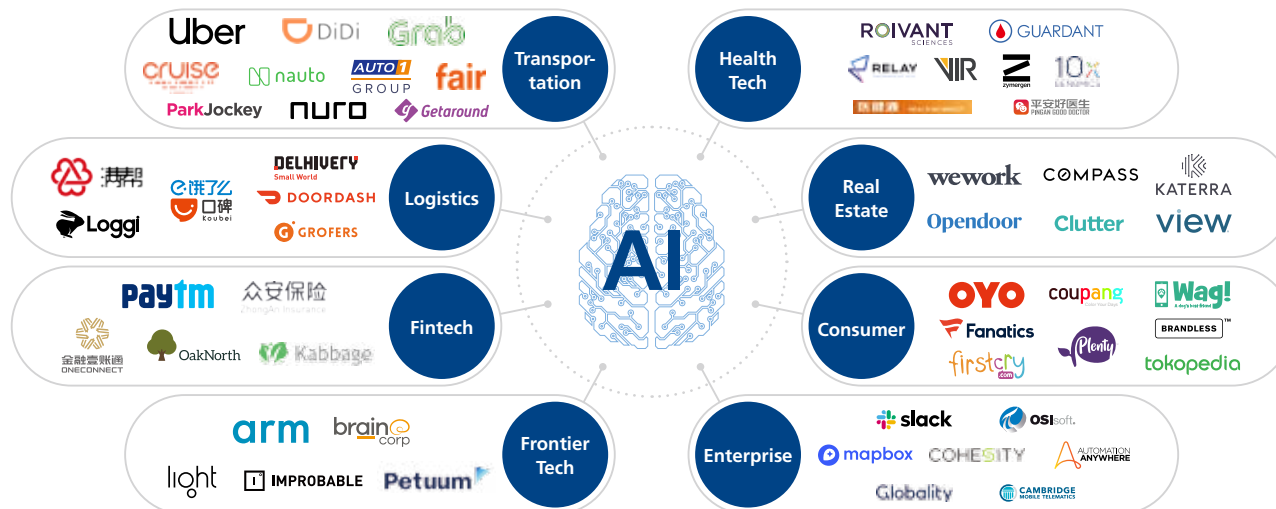 Uber
DiDi
Grab
cruise
nauto
AUTO1
GROUP
fair
ParkJockey
nuro
Getaround
Transpor-
tation
Health
Tech
ROIVANT
SCIENCES
GUARDANT
RELAY
VIR
zymergen
10x
GENOMICS
平安好医生
PINGAN GOOD DOCTOR
满帮
饿了么
口碑
Koubei
DELHIVERY
Small World
DOORDASH
Loggi
GROFERS
Logistics
Real
Estate
wework
COMPASS
KATERRA
Opendoor
Clutter
view
AI
paytm
众安保险
ZhongAn Insurance
金融壹账通
ONECONNECT
OakNorth
Kabbage
Fintech
Consumer
OYO
coupang
Wag!
A dog's best friend
Fanatics
Plenty
BRANDLESS™
firstcry
.com
tokopedia
arm
brain
corp
light
IMPROBABLE
Petuum
Frontier
Tech
Enterprise
slack
OSIsoft.
mapbox
COHESITY
AUTOMATION
ANYWHERE
Globality
CAMBRIDGE
MOBILE TELEMATICS